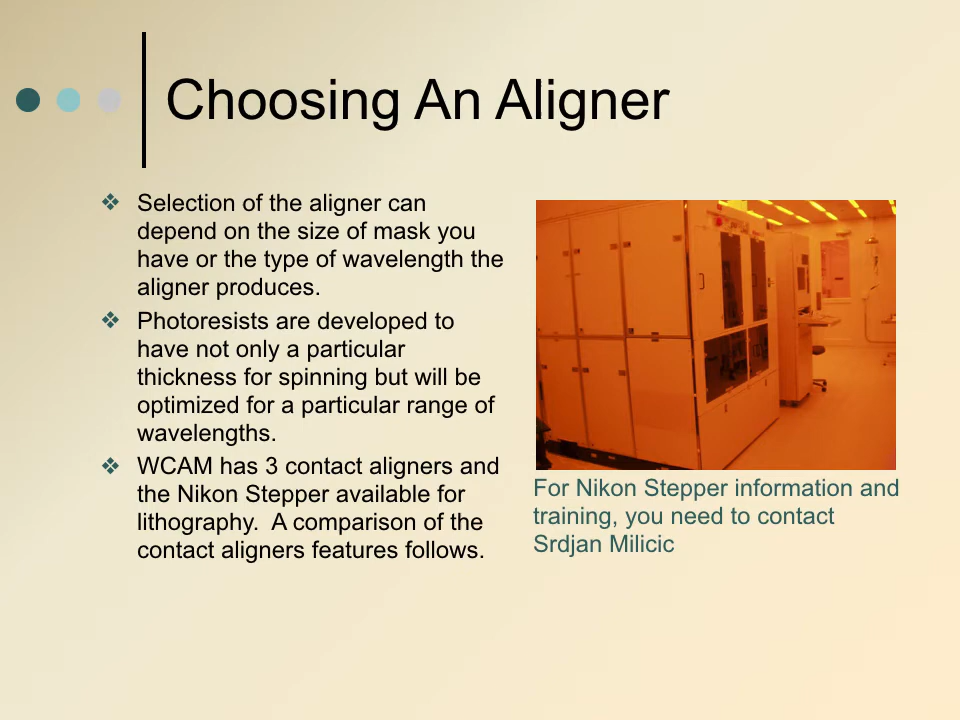 Choosing An Aligner
Selection of the aligner can
depend on the size of mask you
have or the type of wavelength the
aligner produces.
Photoresists are developed to
have not only a particular
thickness for spinning but will be
optimized for a particular range of
wavelengths.
WCAM has 3 contact aligners and
the Nikon Stepper available for
lithography.  A comparison of the
contact aligners features follows.
For Nikon Stepper information and
training, you need to contact
Srdjan Milicic